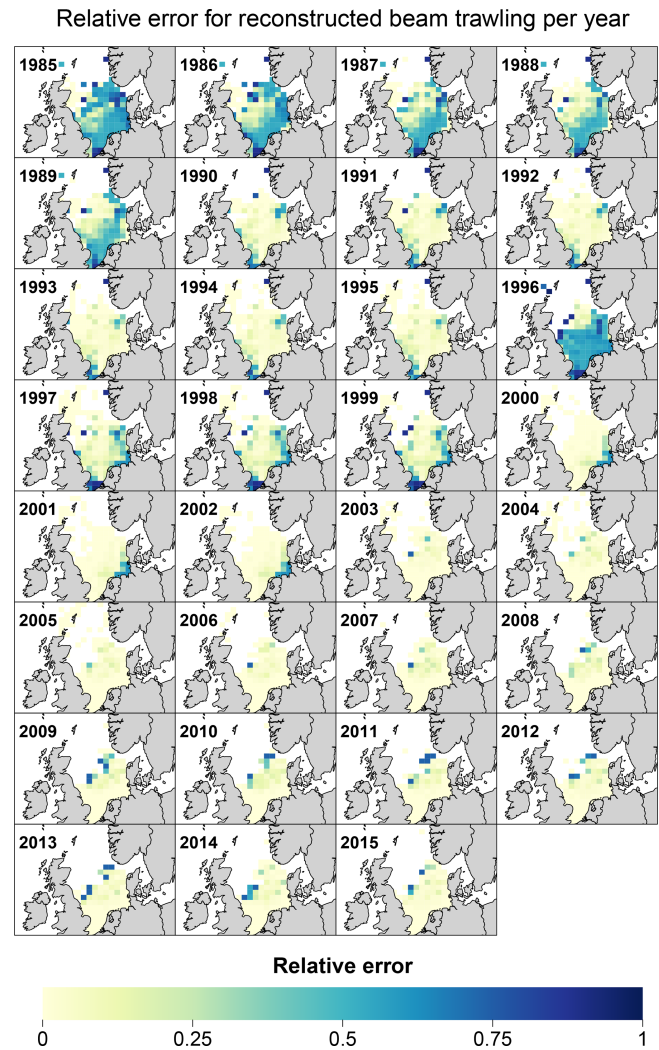 Relative error for reconstructed beam trawling per year
1985 1986 1987 1988
1989 1990 1991 1992
1993 1994 1995 1996
1997 1998 1999 2000
2001 2002 2003 2004
2005 2006 2007 2008
2009 2010 2011 2012
2013 2014 2015
Relative error
0 0.25 0.5 0.75 1